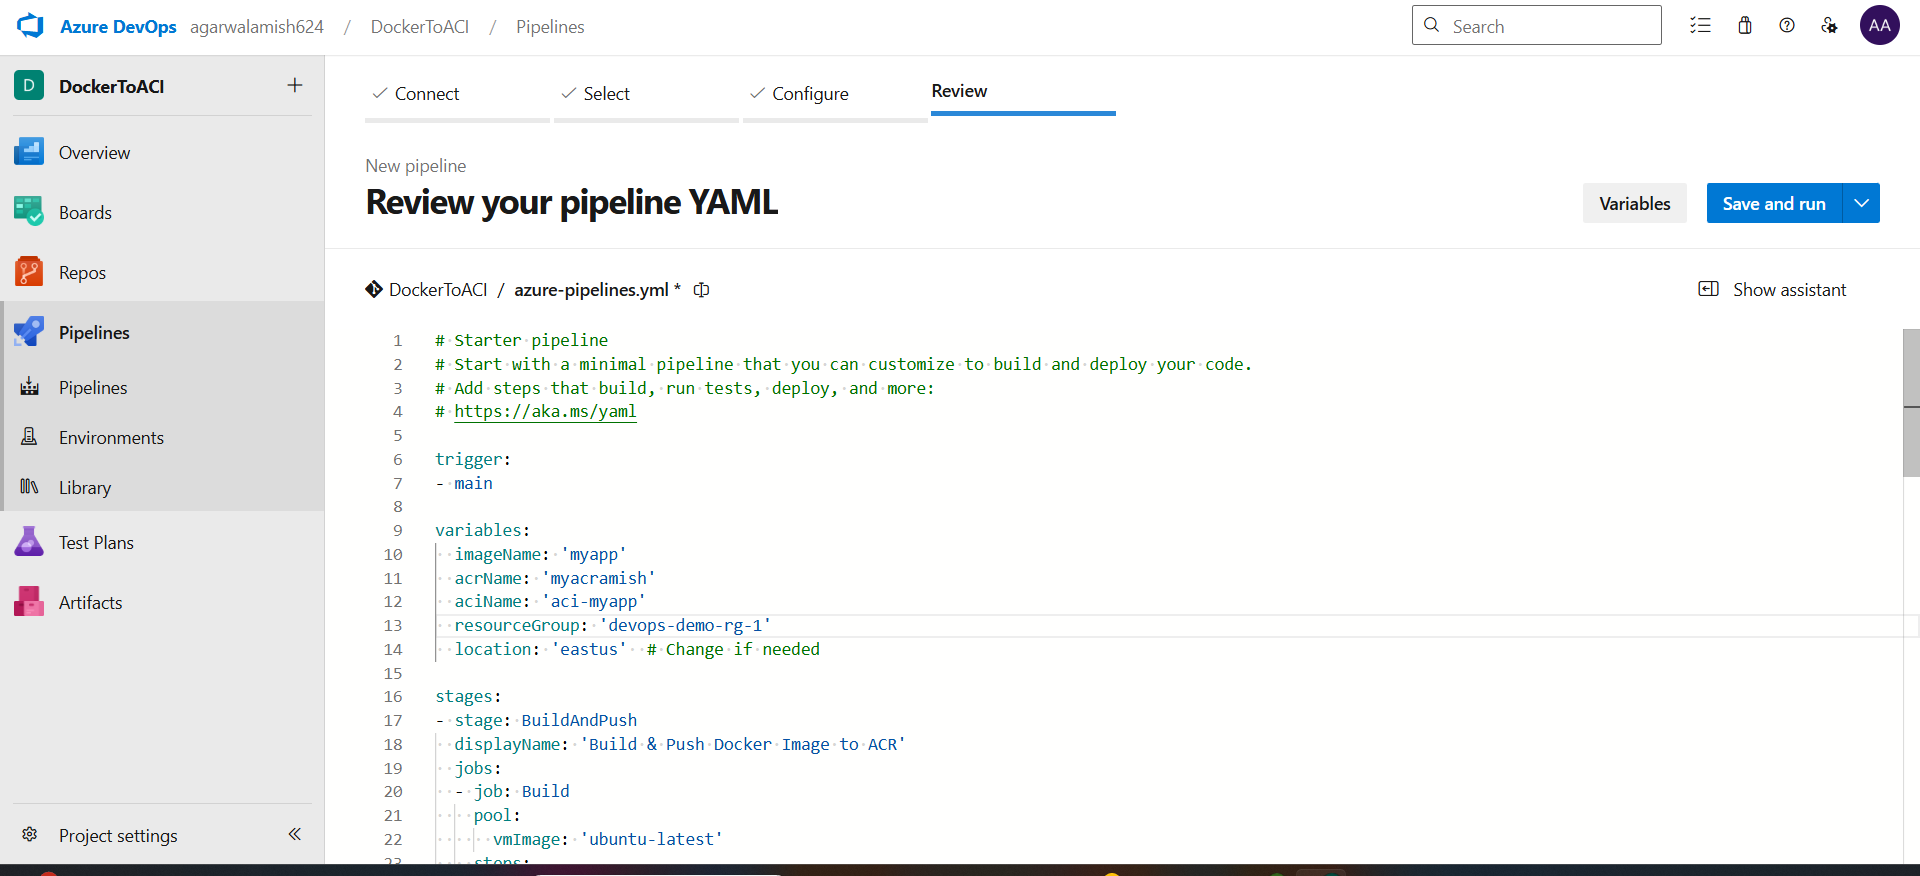 Azure DevOps agarwalamish624 / DockerToACI / Pipelines
Search
AA
D DockerToACI
Overview
Boards
Repos
Pipelines
Pipelines
Environments
Library
Test Plans
Artifacts
Project settings
Connect
Select
Configure
Review
New pipeline
Review your pipeline YAML
Variables
Save and run
DockerToACI / azure-pipelines.yml *
Show assistant
1 # Starter pipeline
2 # Start with a minimal pipeline that you can customize to build and deploy your code.
3 # Add steps that build, run tests, deploy, and more:
4 # https://aka.ms/yaml
5
6 trigger:
7 - main
8
9 variables:
10 imageName: 'myapp'
11 acrName: 'myacramish'
12 aciName: 'aci-myapp'
13 resourceGroup: 'devops-demo-rg-1'
14 location: 'eastus' # Change if needed
15
16 stages:
17 - stage: BuildAndPush
18 displayName: 'Build & Push Docker Image to ACR'
19 jobs:
20 - job: Build
21 pool:
22 vmImage: 'ubuntu-latest'
23 steps: